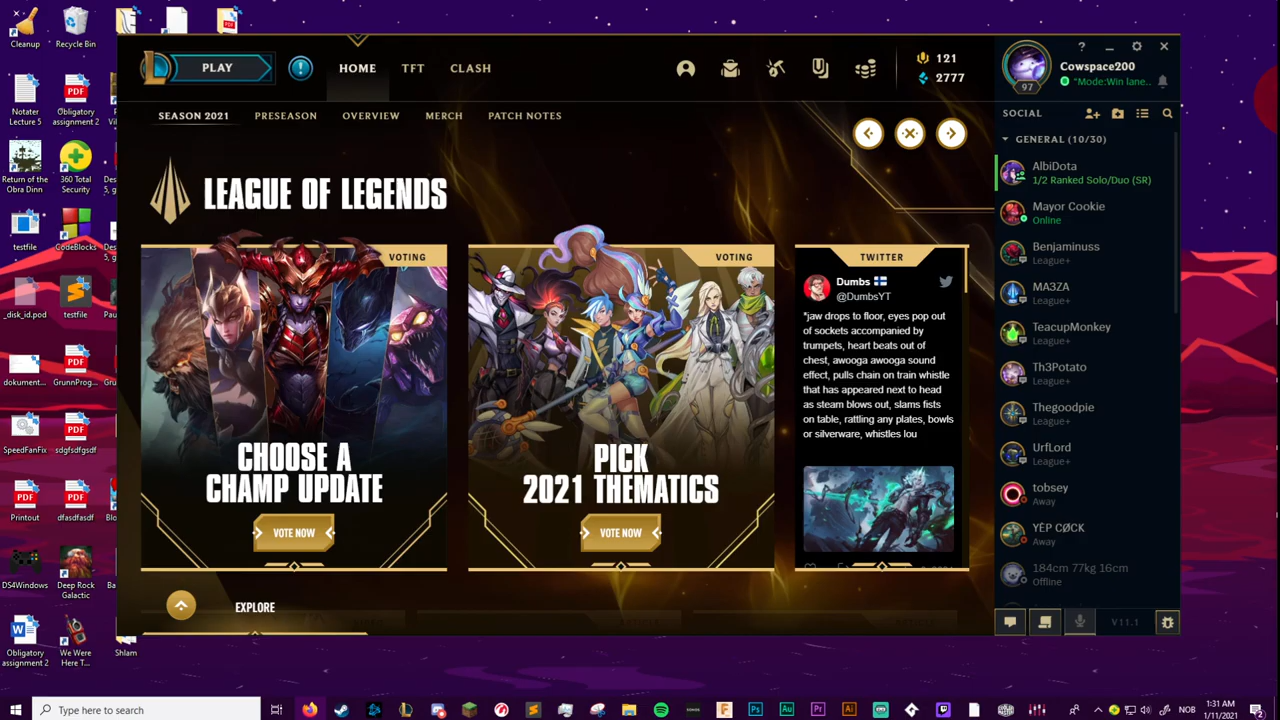 Cleanup
Recycle Bin
Notater
Lecture 5
Obligatory
assignment 2
Return of the
Obra Dinn
360 Total
Security
testfile
CodeBlocks
_disk_id.pod
testfile
dokument...
GrunnProg...
SpeedFanFix
sdgfsdfgsdf
Printout
dfasdfasdf
DS4Windows
Deep Rock
Galactic
Obligatory
assignment 2
We Were
Here T...
Shlam
PLAY
HOME
TFT
CLASH
121
2777
SEASON 2021
PRESEASON
OVERVIEW
MERCH
PATCH NOTES
LEAGUE OF LEGENDS
VOTING
CHOOSE A
CHAMP UPDATE
VOTE NOW
VOTING
PICK
2021 THEMATICS
VOTE NOW
TWITTER
Dumbs
@DumbsYT
*jaw drops to floor, eyes pop out
of sockets accompanied by
trumpets, heart beats out of
chest, awooga awooga sound
effect, pulls chain on train whistle
that has appeared next to head
as steam blows out, slams fists
on table, rattling any plates, bowls
or silverware, whistles lou
EXPLORE
97
Cowspace200
"Mode:Win lane..
SOCIAL
GENERAL (10/30)
AlbiDota
1/2 Ranked Solo/Duo (SR)
Mayor Cookie
Online
Benjaminuss
League+
MA3ZA
League+
TeacupMonkey
League+
Th3Potato
League+
Thegoodpie
League+
UrfLord
League+
tobsey
Away
YÈP CØCK
Away
184cm 77kg 16cm
Offline
V11.1
Type here to search
NOB
1:31 AM
1/11/2021